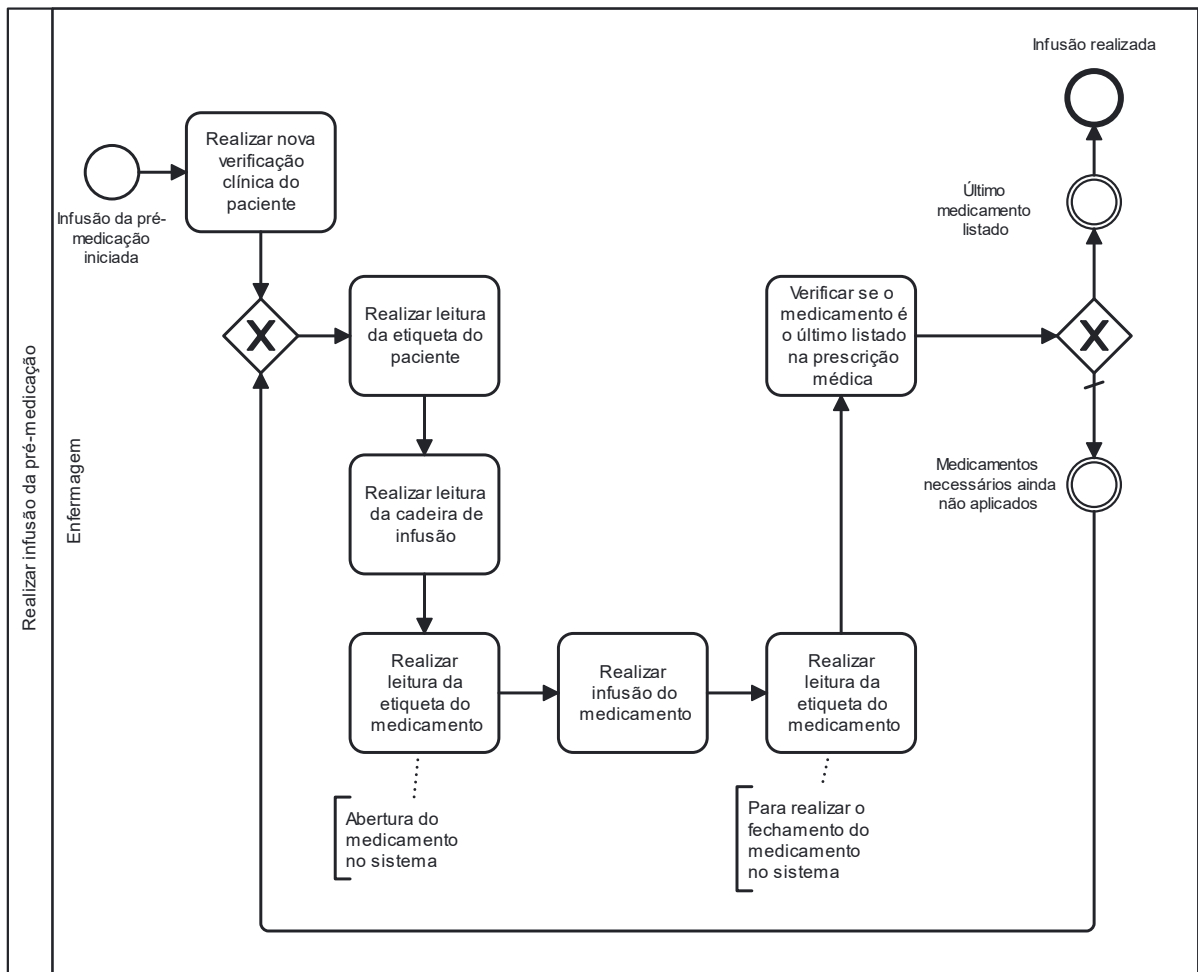 Realizar infusão da pré-medicação
Enfermagem
Infusão da pré-
medicação
iniciada
Realizar nova
verificação
clínica do
paciente
X
Realizar leitura
da etiqueta do
paciente
Realizar leitura
da cadeira de
infusão
Realizar
leitura da
etiqueta do
medicamento
Abertura do
medicamento
no sistema
Realizar
infusão do
medicamento
Realizar
leitura da
etiqueta do
medicamento
Para realizar o
fechamento do
medicamento
no sistema
Verificar se o
medicamento é
o último listado
na prescrição
médica
X
Último
medicamento
listado
Infusão realizada
Medicamentos
necessários ainda
não aplicados